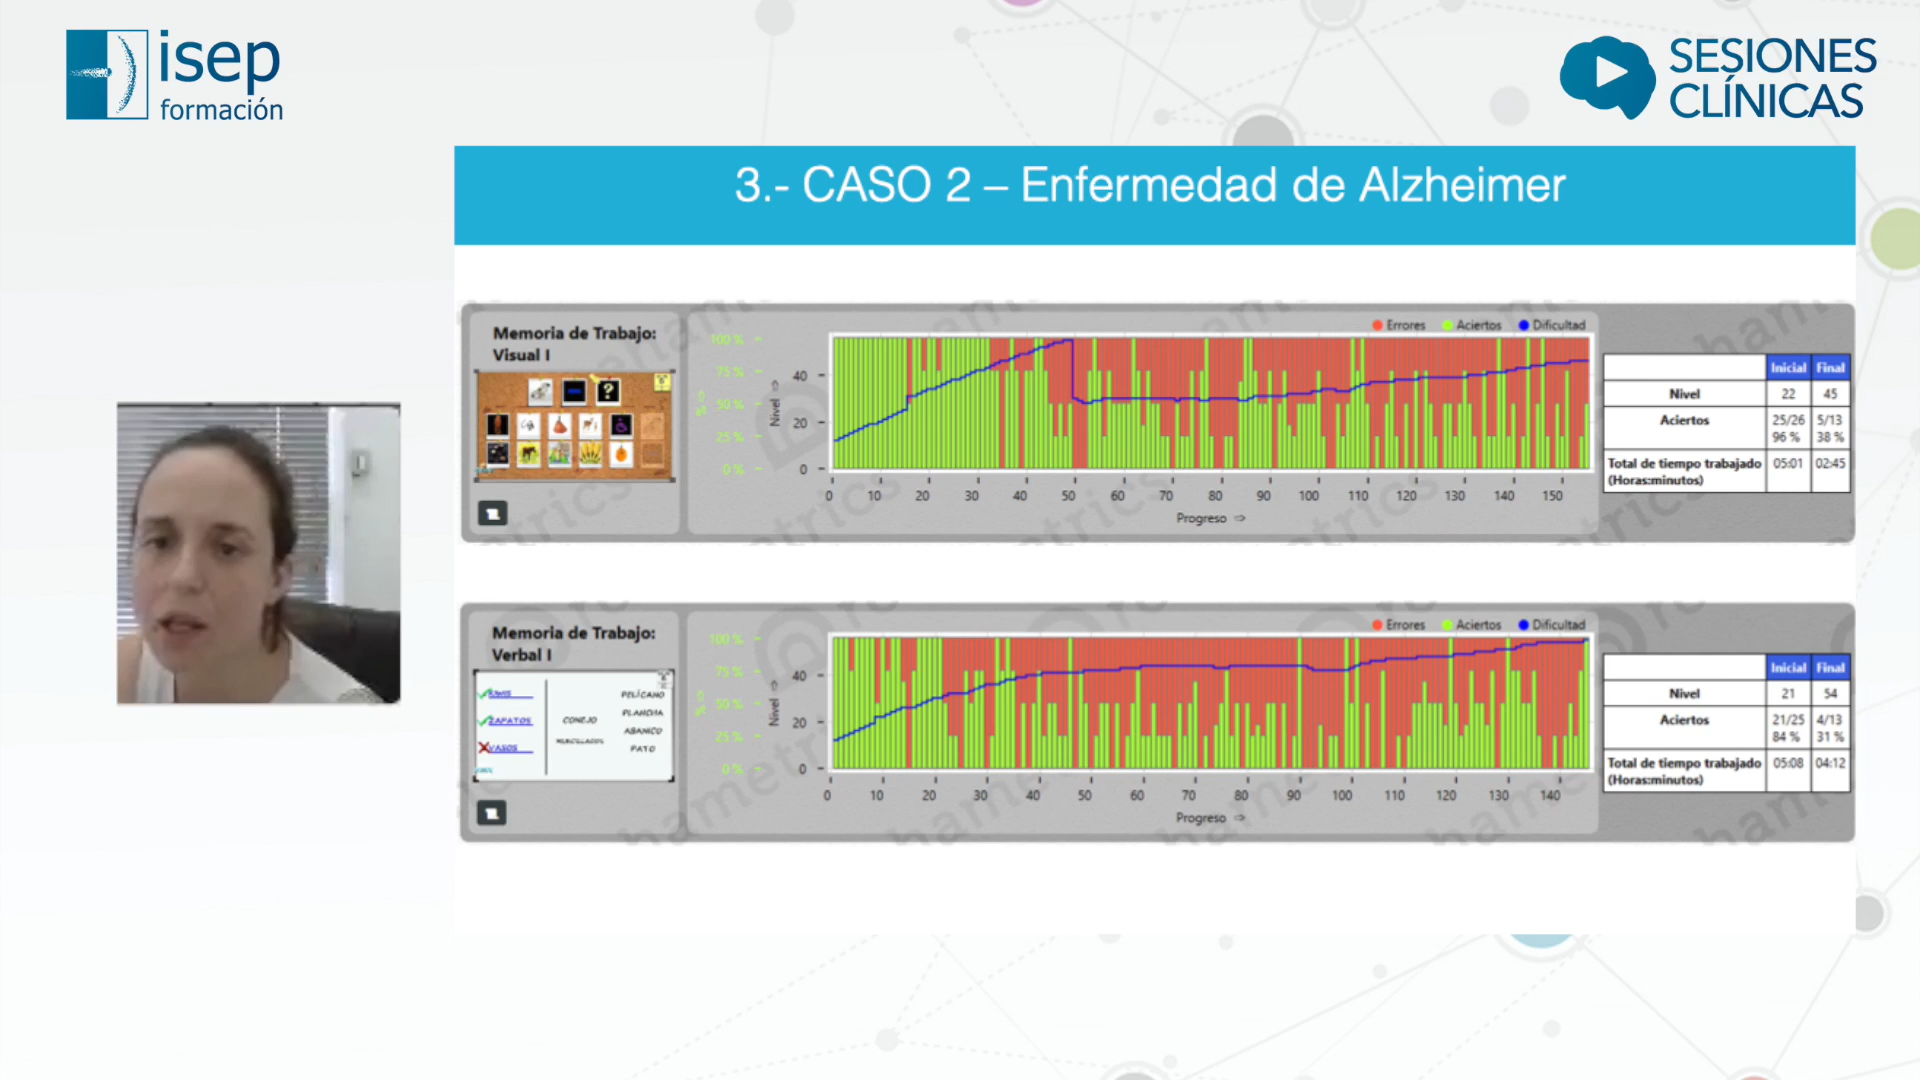 isep
formación
SESIONES
CLÍNICAS
3.- CASO 2 – Enfermedad de Alzheimer
Memoria de Trabajo:
Visual I
?
Errores Aciertos Dificultad
100 %
75 %
50 %
25 %
0 %
Nivel ⇨
40
20
0
0 10 20 30 40 50 60 70 80 90 100 110 120 130 140 150
Progreso ⇨
Inicial Final
Nivel 22 45
Aciertos 25/26 5/13
96 % 38 %
Total de tiempo trabajado 05:01 02:45
(Horas:minutos)
Memoria de Trabajo:
Verbal I
ZAPATOS
VASOS
CONEJO
PELÍCANO
PLANCHA
ABANICO
PATO
Errores Aciertos Dificultad
100 %
75 %
50 %
25 %
0 %
Nivel ⇨
40
20
0
0 10 20 30 40 50 60 70 80 90 100 110 120 130 140
Progreso ⇨
Inicial Final
Nivel 21 54
Aciertos 21/25 4/13
84 % 31 %
Total de tiempo trabajado 05:08 04:12
(Horas:minutos)